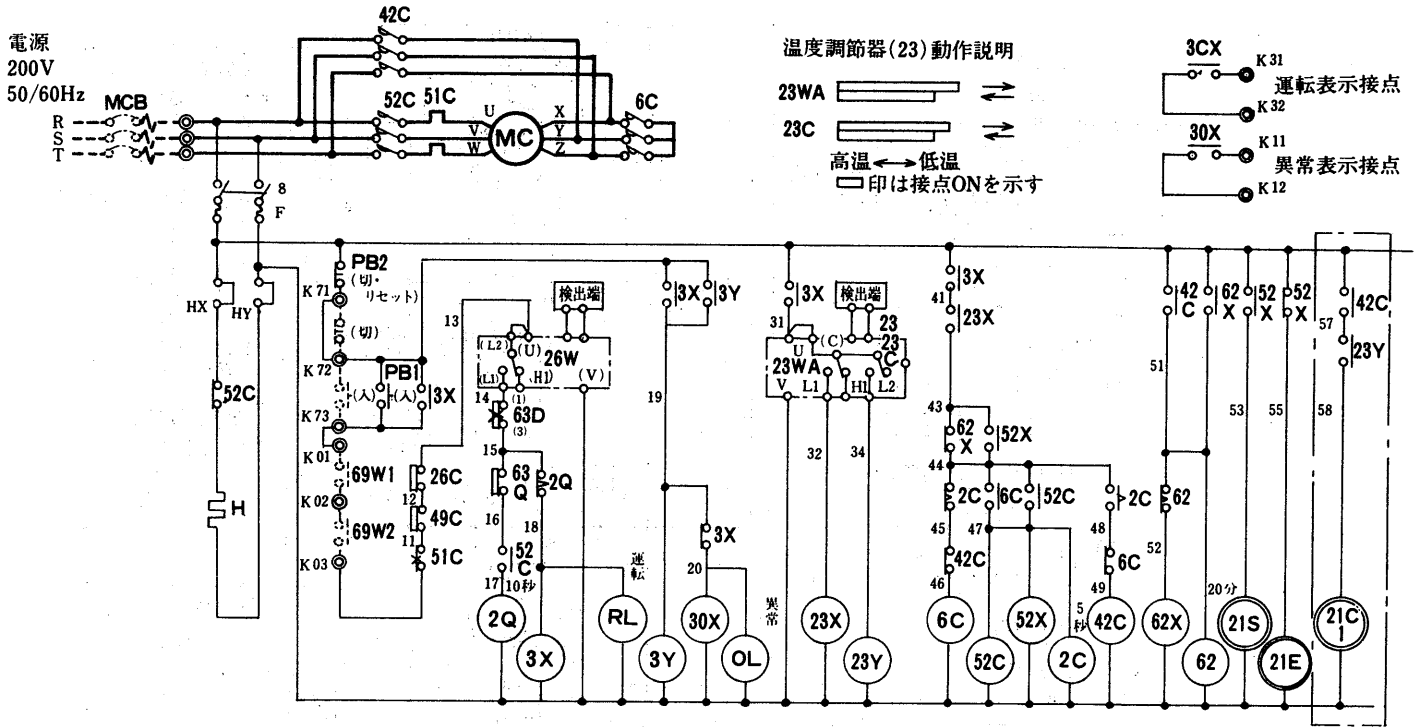 電源
200V
50/60Hz
MCB
R
S
T
42C
52C
51C
U
V
W
MC
X
Y
Z
6C
温度調節器(23)動作説明
23WA
23C
高温 低温
印は接点ONを示す
3CX
K31
運転表示接点
K32
30X
K11
異常表示接点
K12
8
F
HX
HY
52C
H
PB2
(切・
リセット)
K71
(切)
K72
PB1
(入)
(入)
3X
K73
K01
69W1
K02
69W2
K03
26C
12
49C
11
51C
13
検出端
(L2)
(U)
26W
(L1)
(H1)
(V)
14
(1)
63D
(3)
15
63
Q
2Q
16
18
52
C
17
10秒
2Q
3X
RL
運転
3X
3Y
19
3X
20
3Y
30X
OL
異常
3X
31
検出端
23
U
(C)
23
C
23WA
V
L1
H1
L2
32
34
23X
23Y
3X
41
23X
43
62
X
52X
44
2C
6C
52C
2C
45
47
48
42C
6C
46
49
5秒
6C
52C
52X
2C
42C
42
C
62
X
52
X
52
X
51
53
55
62
52
20分
62X
62
21S
21E
42C
57
23Y
58
21C
1